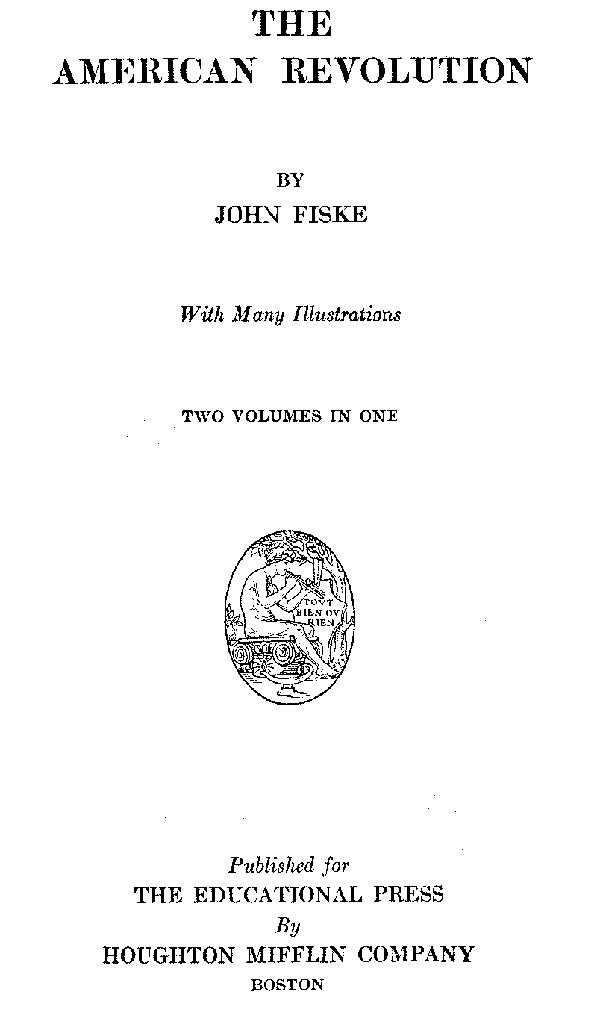 THE
AMERICAN REVOLUTION
BY
JOHN FISKE
With Many Illustrations
TWO VOLUMES IN ONE
TOVT
BIEN OV
RIEN
Published for
THE EDUCATIONAL PRESS
By
HOUGHTON MIFFLIN COMPANY
BOSTON